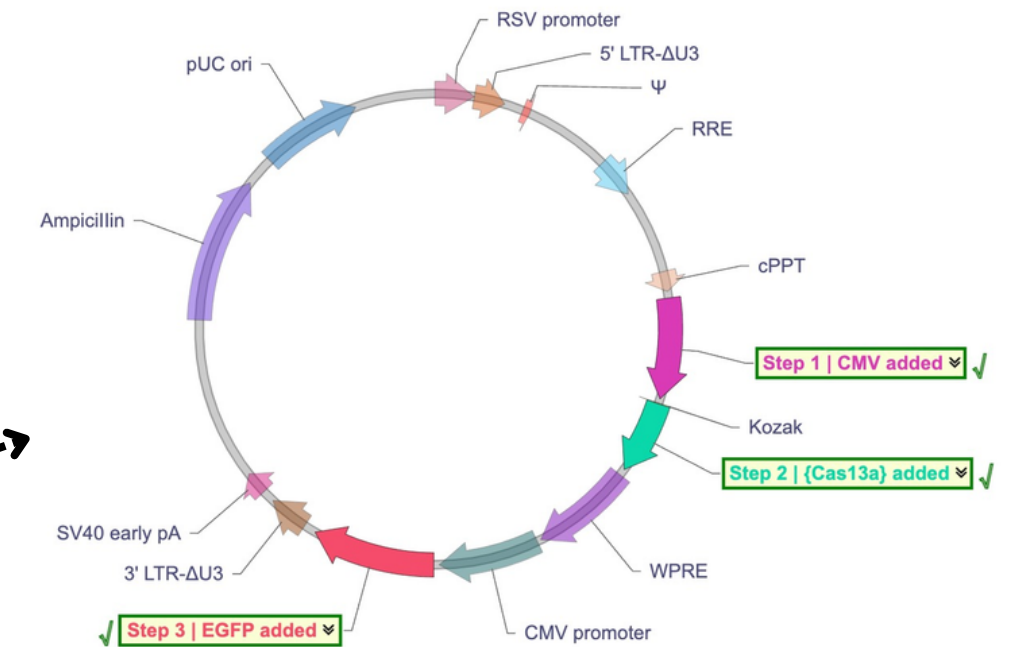 RSV promoter
5' LTR-ΔU3
Ψ
RRE
cPPT
Step 1 | CMV added
Kozak
Step 2 | {Cas13a} added
WPRE
CMV promoter
Step 3 | EGFP added
3' LTR-ΔU3
SV40 early pA
Ampicillin
pUC ori